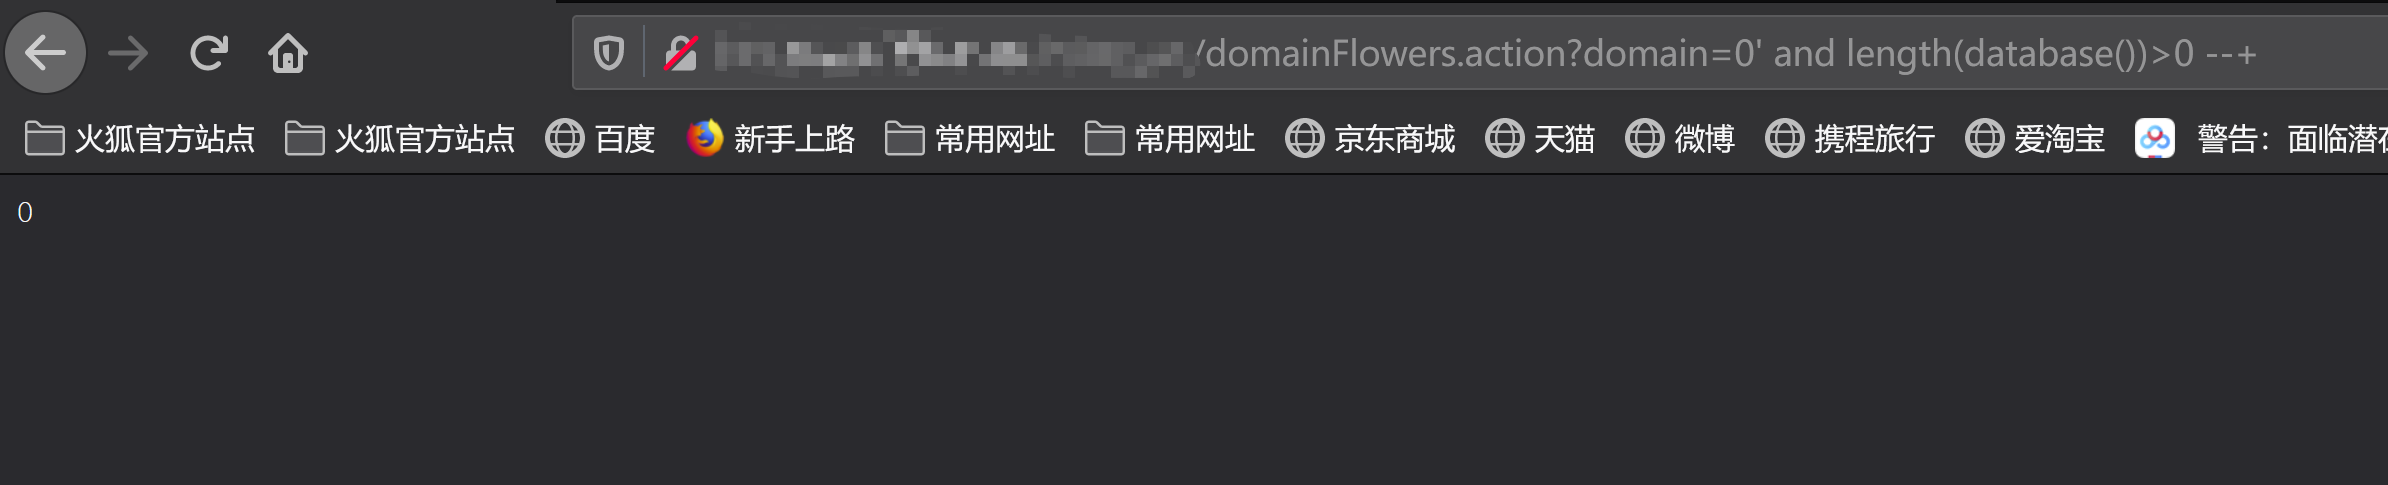 /domainFlowers.action?domain=0' and length(database())>0 --+
火狐官方站点 火狐官方站点 百度 新手上路 常用网址 常用网址 京东商城 天猫 微博 携程旅行 爱淘宝 警告：面临潜在
0